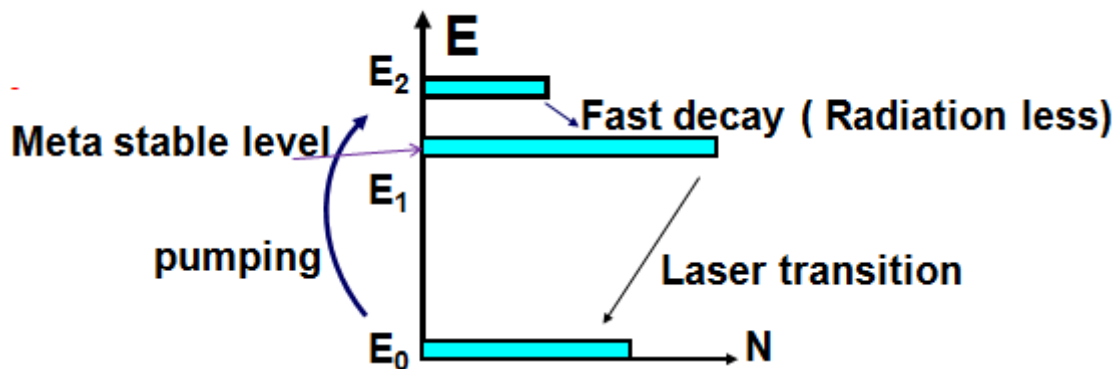 E
E₂
Fast decay ( Radiation less)
Meta stable level
E₁
pumping
Laser transition
E₀
N